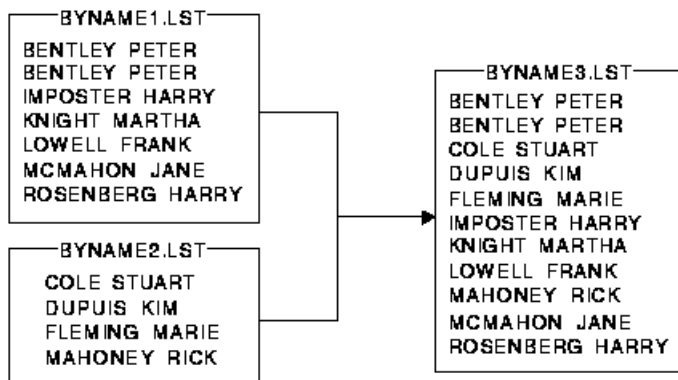 BYNAME1.LST
BENTLEY PETER
BENTLEY PETER
IMPOSTER HARRY
KNIGHT MARTHA
LOWELL FRANK
MCMAHON JANE
ROSENBERG HARRY
BYNAME2.LST
COLE STUART
DUPUIS KIM
FLEMING MARIE
MAHONEY RICK
BYNAME3.LST
BENTLEY PETER
BENTLEY PETER
COLE STUART
DUPUIS KIM
FLEMING MARIE
IMPOSTER HARRY
KNIGHT MARTHA
LOWELL FRANK
MAHONEY RICK
MCMAHON JANE
ROSENBERG HARRY